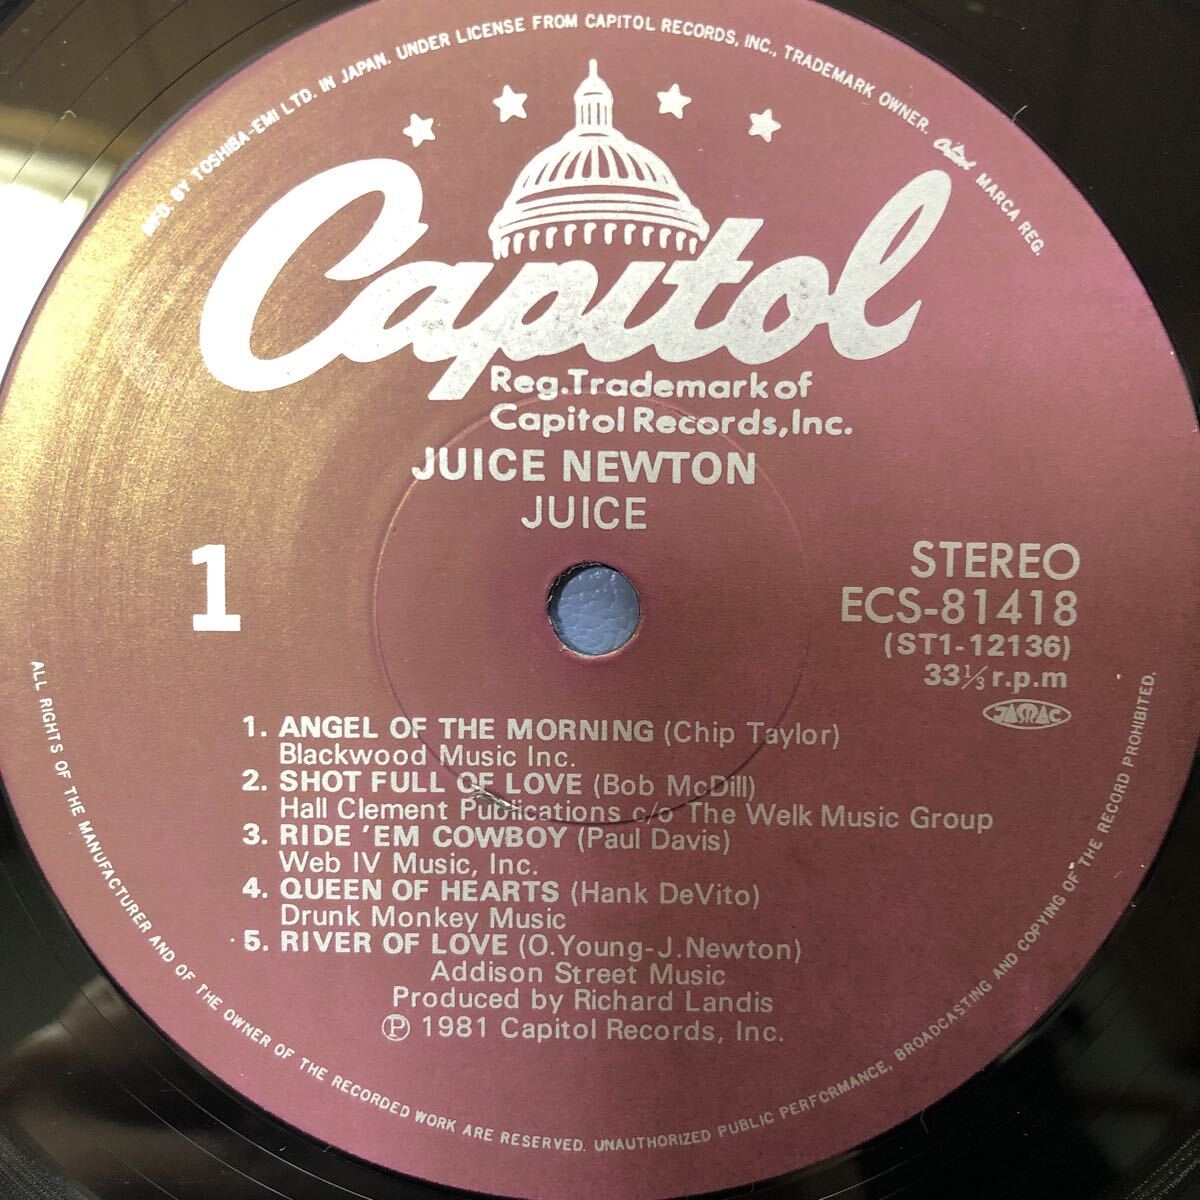 MFD. BY TOSHIBA-EMI LTD. IN JAPAN. UNDER LICENSE FROM CAPITOL RECORDS, INC., TRADEMARK OWNER. Capitol MARCA REG.
Capitol
Reg.Trademark of
Capitol Records,Inc.
JUICE NEWTON
JUICE
1
STEREO
ECS-81418
(ST1-12136)
33⅓ r.p.m
JASRAC
1. ANGEL OF THE MORNING (Chip Taylor)
Blackwood Music Inc.
2. SHOT FULL OF LOVE (Bob McDill)
Hall Clement Publications c/o The Welk Music Group
3. RIDE 'EM COWBOY (Paul Davis)
Web IV Music, Inc.
4. QUEEN OF HEARTS (Hank DeVito)
Drunk Monkey Music
5. RIVER OF LOVE (O.Young-J.Newton)
Addison Street Music
Produced by Richard Landis
Ⓟ 1981 Capitol Records, Inc.
ALL RIGHTS OF THE MANUFACTURER AND OF THE OWNER OF THE RECORDED WORK ARE RESERVED. UNAUTHORIZED PUBLIC PERFORMANCE, BROADCASTING AND COPYING OF THE RECORD PROHIBITED.